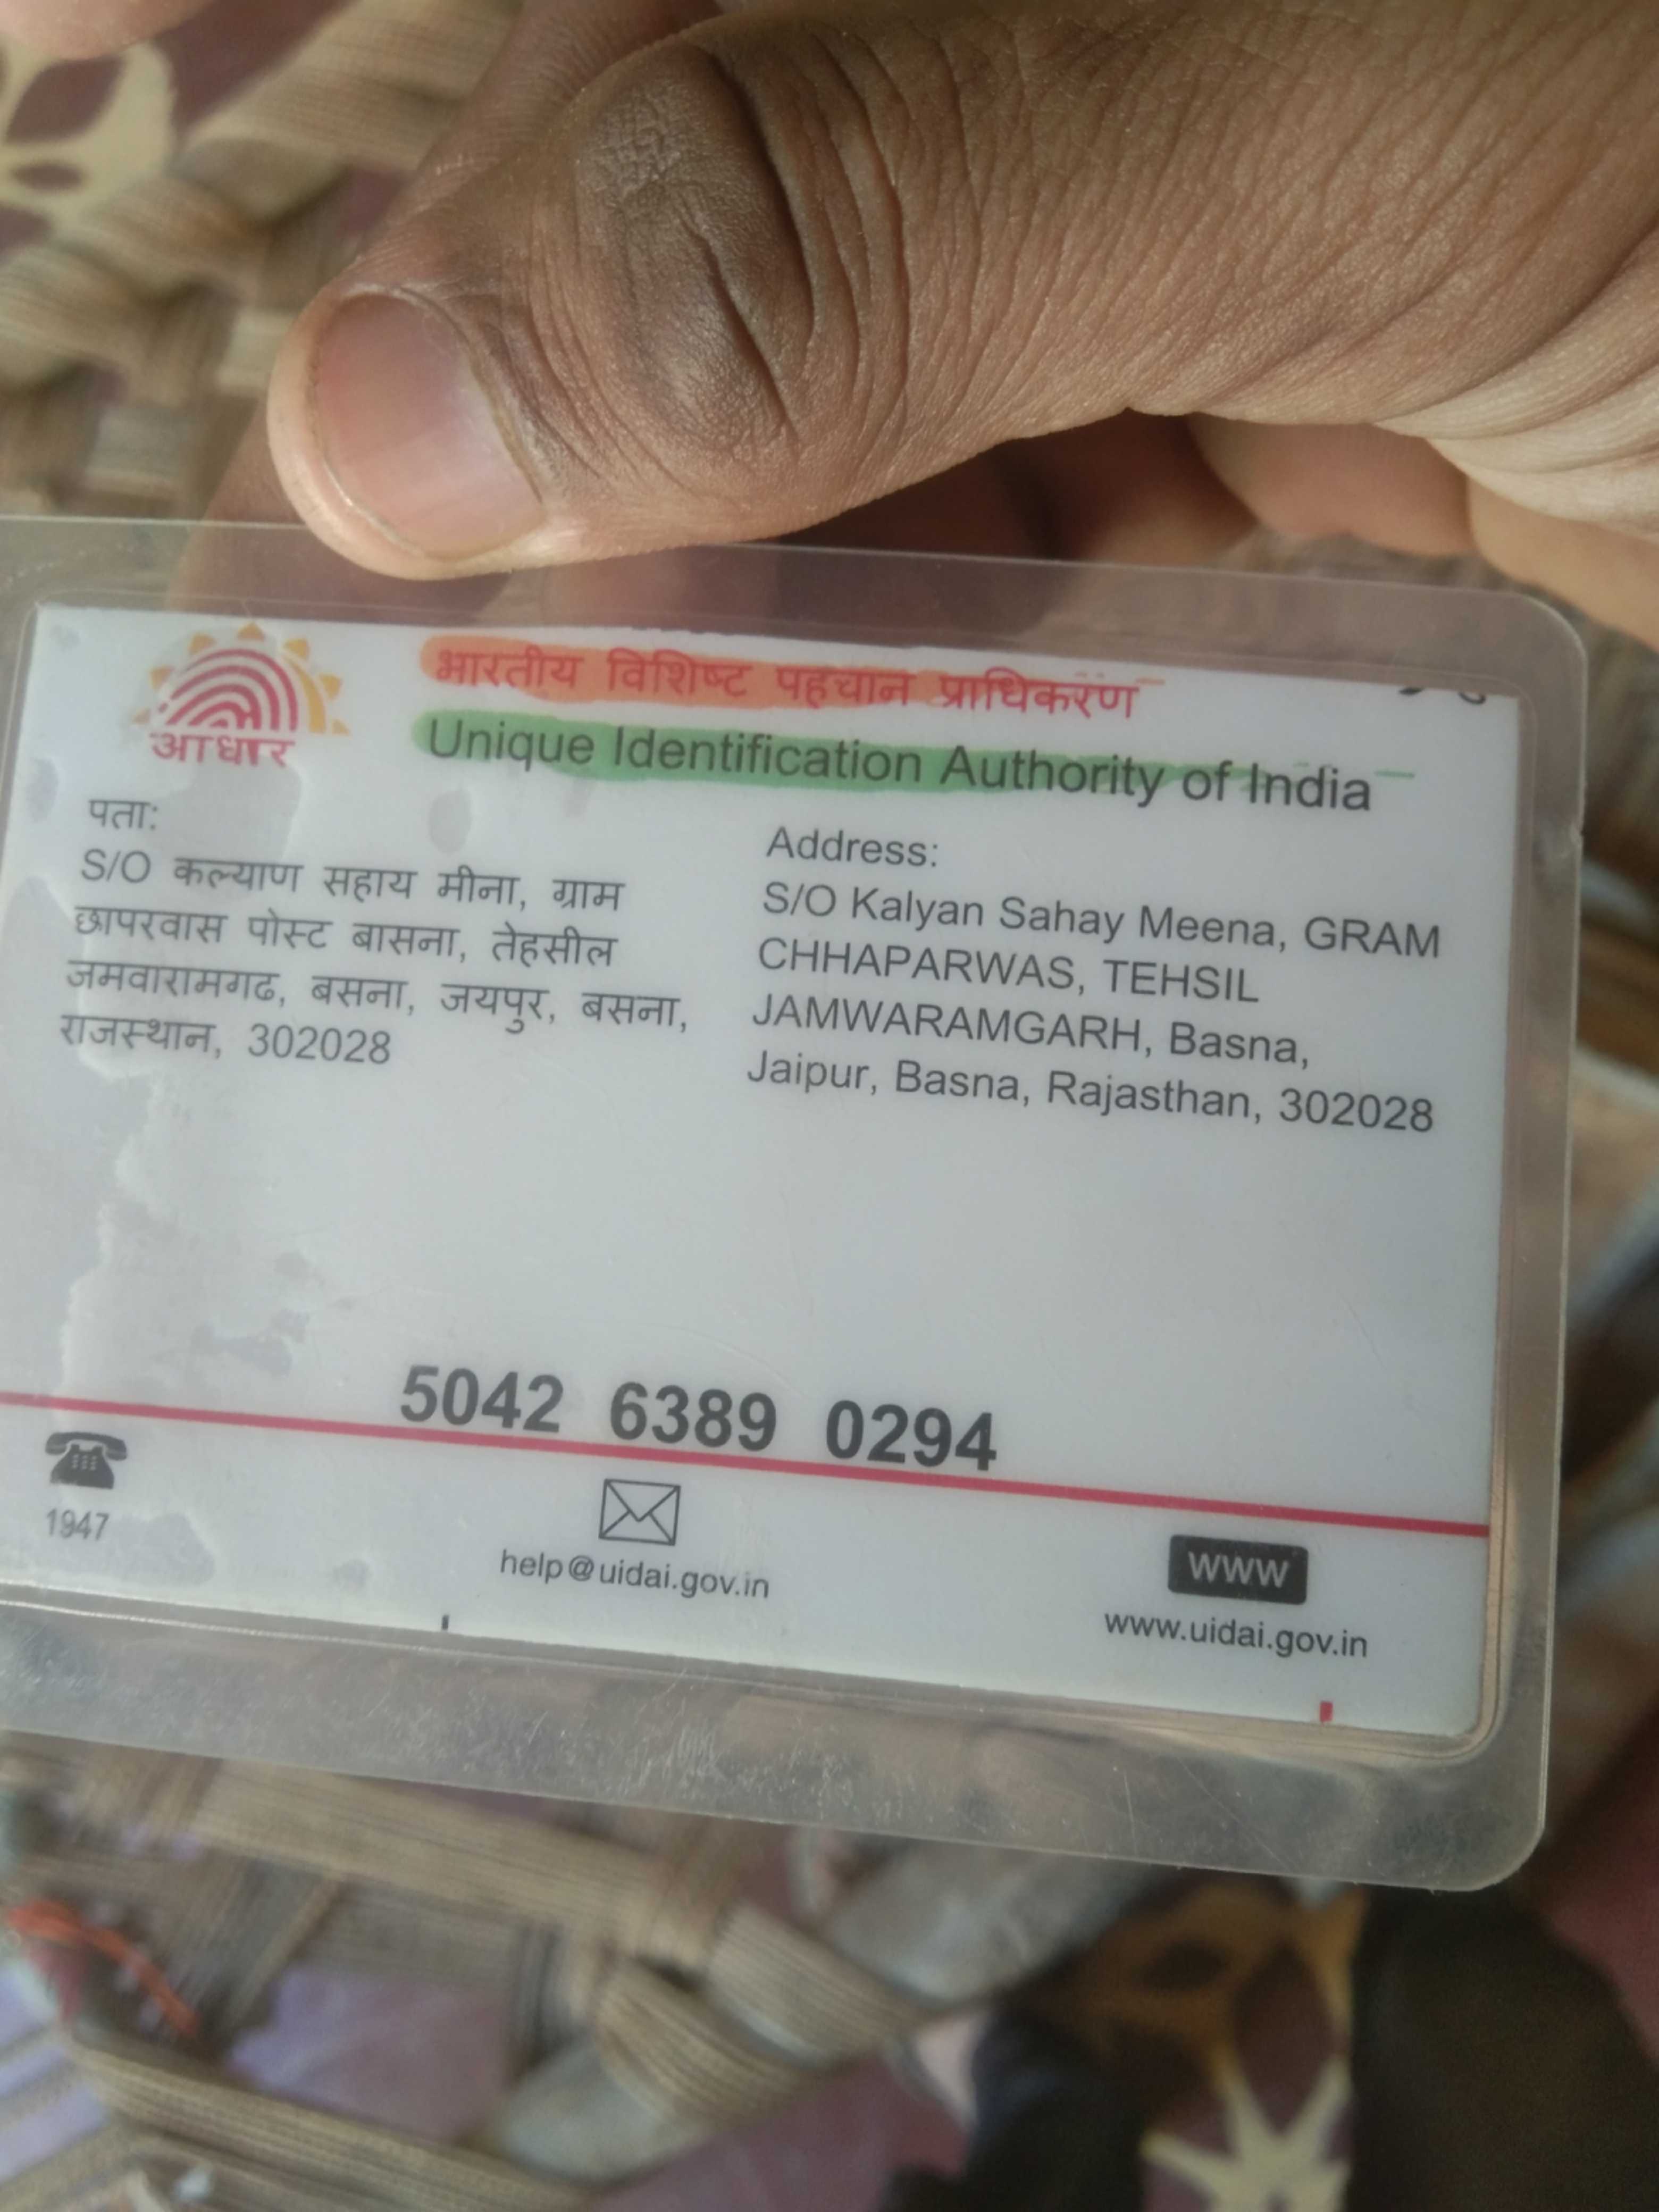 आधार
भारतीय विशिष्ट पहचान प्राधिकरण
Unique Identification Authority of India
पता:
S/O कल्याण सहाय मीना, ग्राम
छापरवास पोस्ट बासना, तेहसील
जमवारामगढ, बसना, जयपुर, बसना,
राजस्थान, 302028
Address:
S/O Kalyan Sahay Meena, GRAM
CHHAPARWAS, TEHSIL
JAMWARAMGARH, Basna,
Jaipur, Basna, Rajasthan, 302028
5042 6389 0294
1947
help@uidai.gov.in
www
www.uidai.gov.in